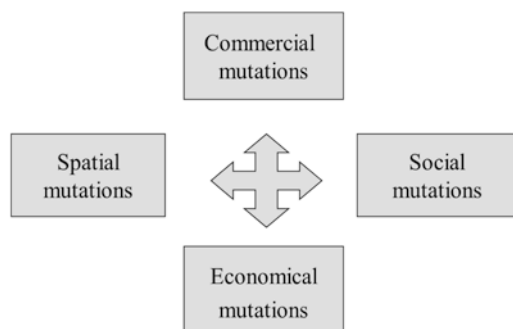 Commercial
mutations
Spatial
mutations
Social
mutations
Economical
mutations